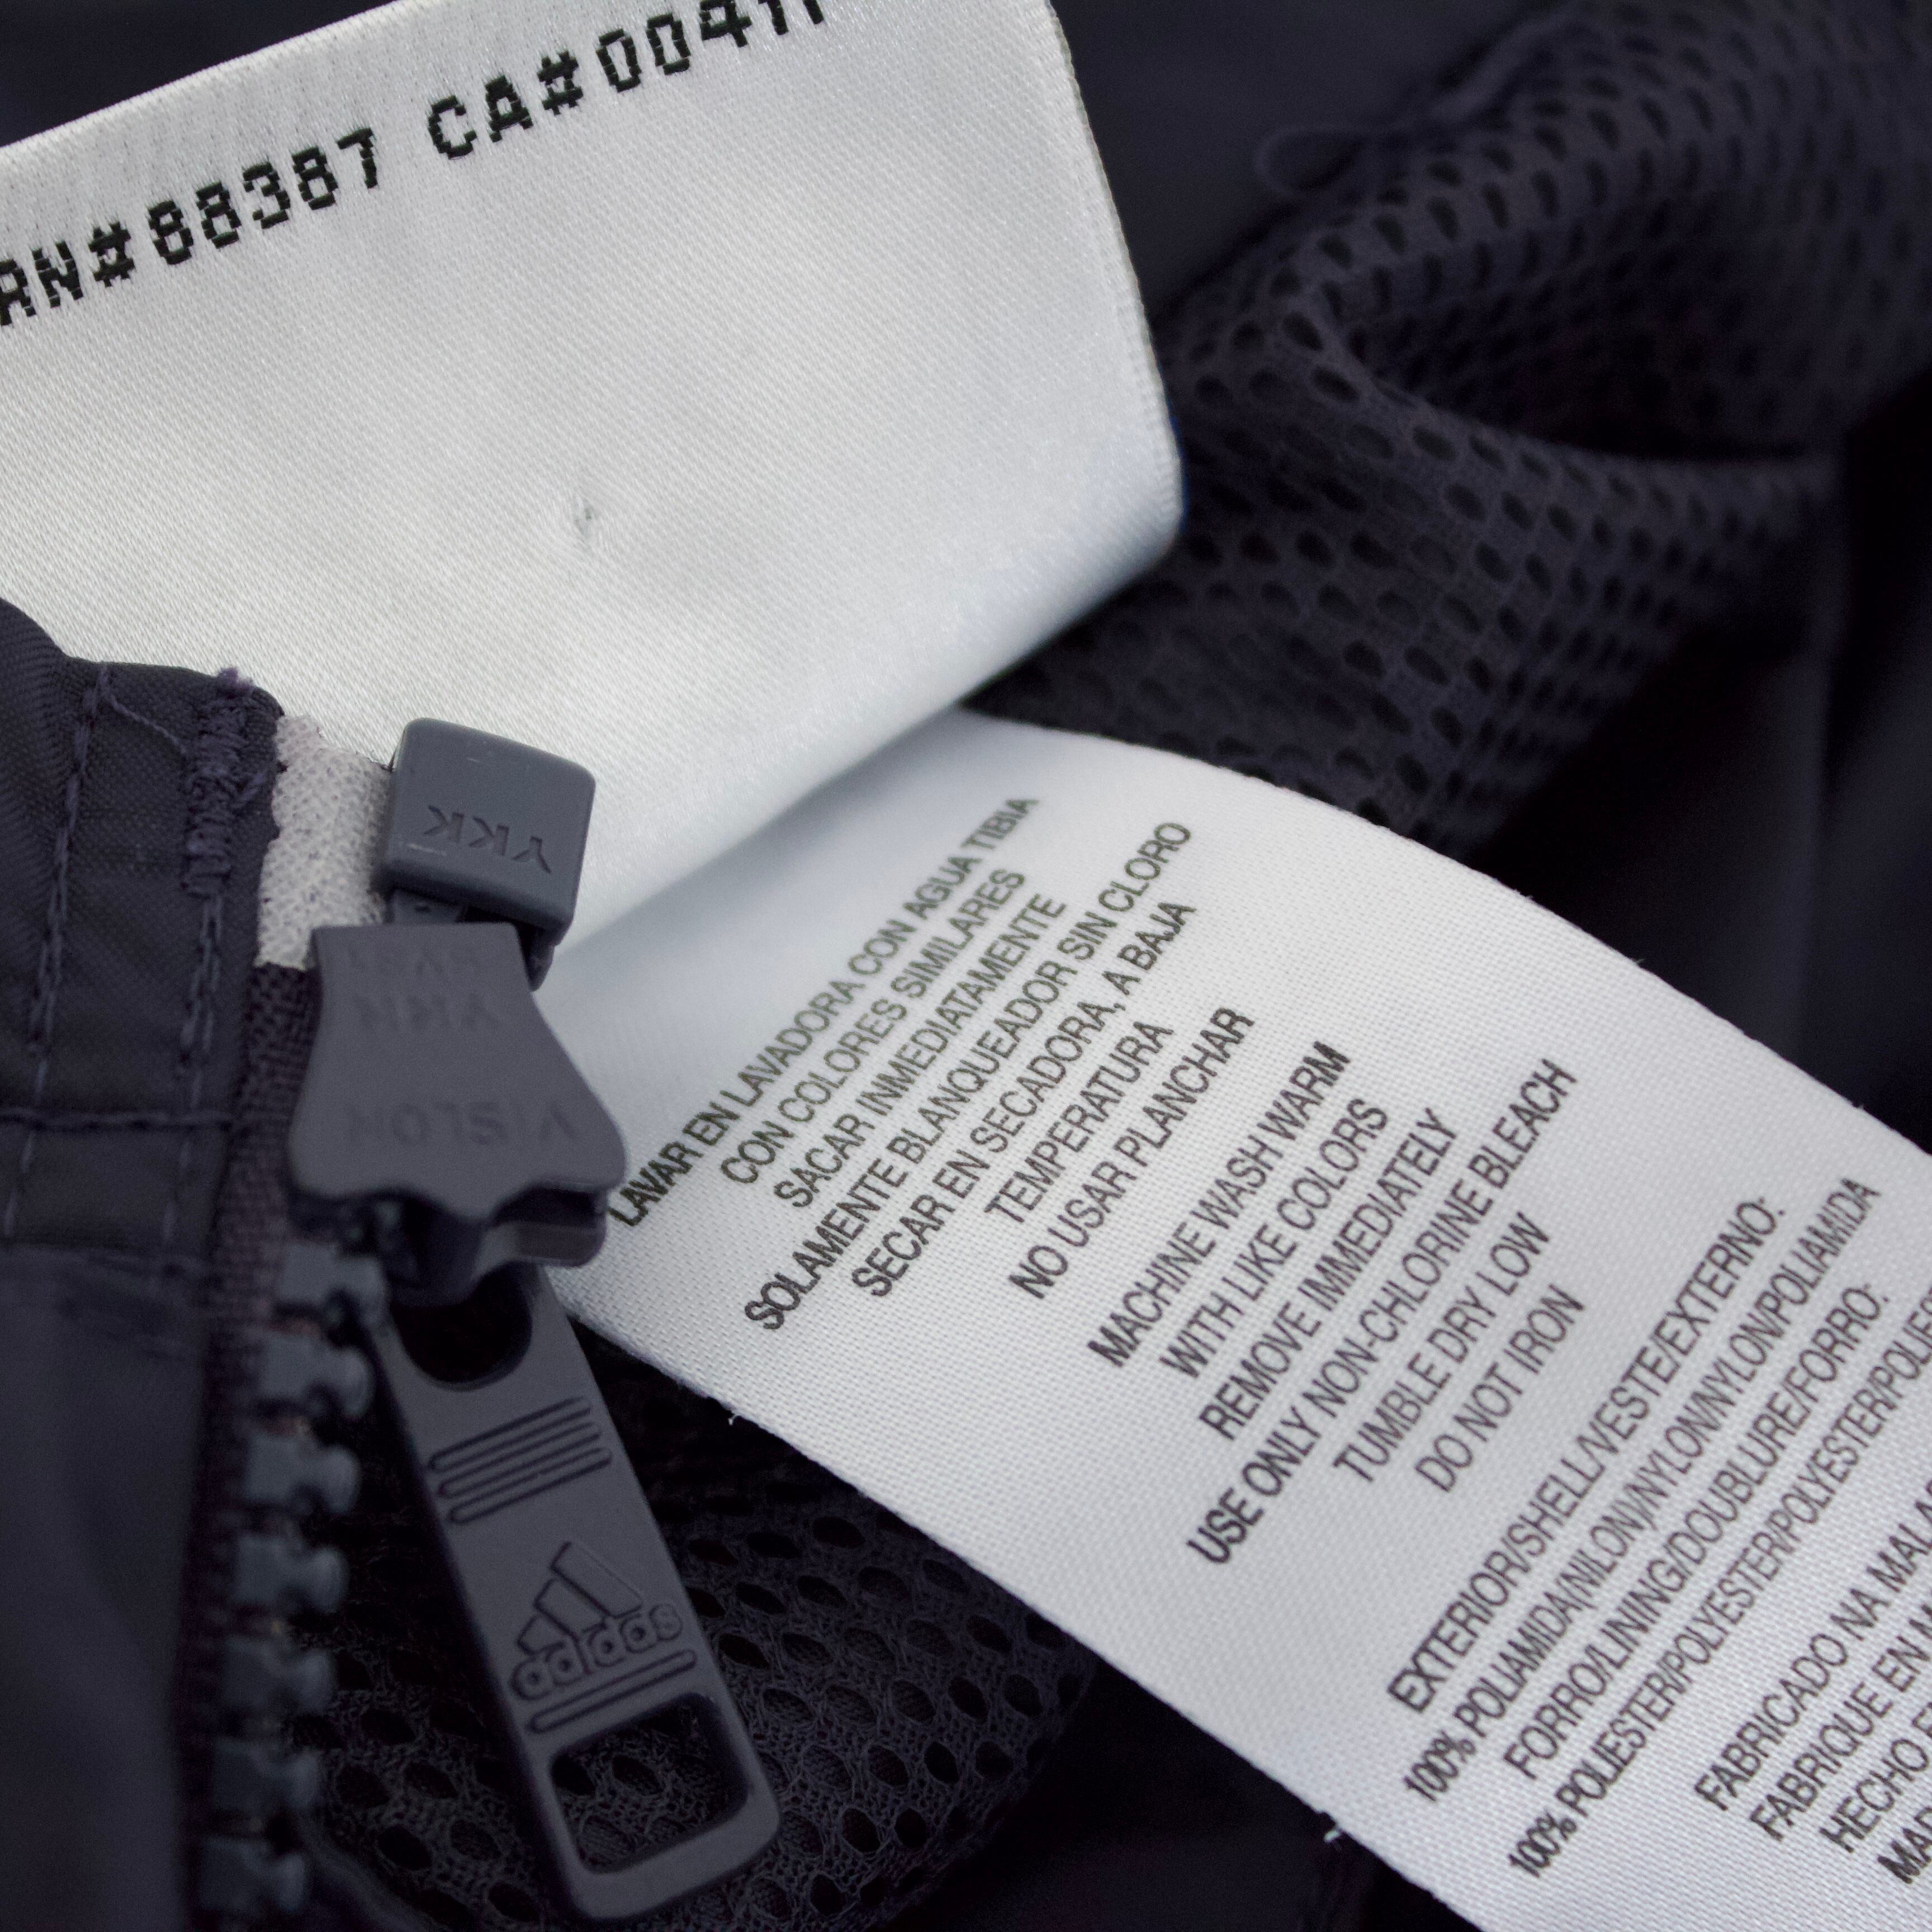 RN#88387 CA#00411
YKK
YKK
VISLON
adidas
LAVAR EN LAVADORA CON AGUA TIBIA
CON COLORES SIMILARES
SACAR INMEDIATAMENTE
SOLAMENTE BLANQUEADOR SIN CLORO
SECAR EN SECADORA, A BAJA
TEMPERATURA
NO USAR PLANCHAR
MACHINE WASH WARM
WITH LIKE COLORS
REMOVE IMMEDIATELY
USE ONLY NON-CHLORINE BLEACH
TUMBLE DRY LOW
DO NOT IRON
EXTERIOR/SHELL/VESTE/EXTERNO:
100% POLIAMIDA(NILON)/NYLON/NYLON/POLIAMIDA
FORRO/LINING/DOUBLURE/FORRO:
100% POLIESTER/POLYESTER/POLYESTER/POLIE
FABRICADO NA MALA
FABRIQUE EN
HECHO